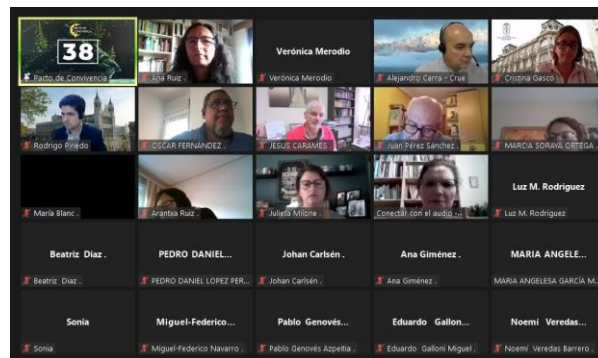 38
Pacto de Convivencia
Ana Ruiz .
Verónica Merodio
Verónica Merodio
Alejandro Carra - Crue
Cristina Gascó
Rodrigo Pinedo
OSCAR FERNÁNDEZ .
JESUS CARAMÉS
Juan Pérez Sánchez .
MARCIA SORAYA ORTEGA .
María Blanc .
Arantxa Ruiz .
Julieta Milone .
Conectar con el audio ...
Luz M. Rodriguez
Luz M. Rodriguez
Beatriz Diaz .
Beatriz Diaz .
PEDRO DANIEL...
PEDRO DANIEL LOPEZ PER...
Johan Carlsén .
Johan Carlsén .
Ana Giménez .
Ana Giménez .
MARIA ANGELE...
MARIA ANGELESA GARCÍA M..
Sonia
Sonia
Miguel-Federico...
Miguel-Federico Navarro .
Pablo Genovés...
Pablo Genovés Azpeitia .
Eduardo Gallon...
Eduardo Galloni Miguel .
Noemí Veredas...
Noemí Veredas Barrero .